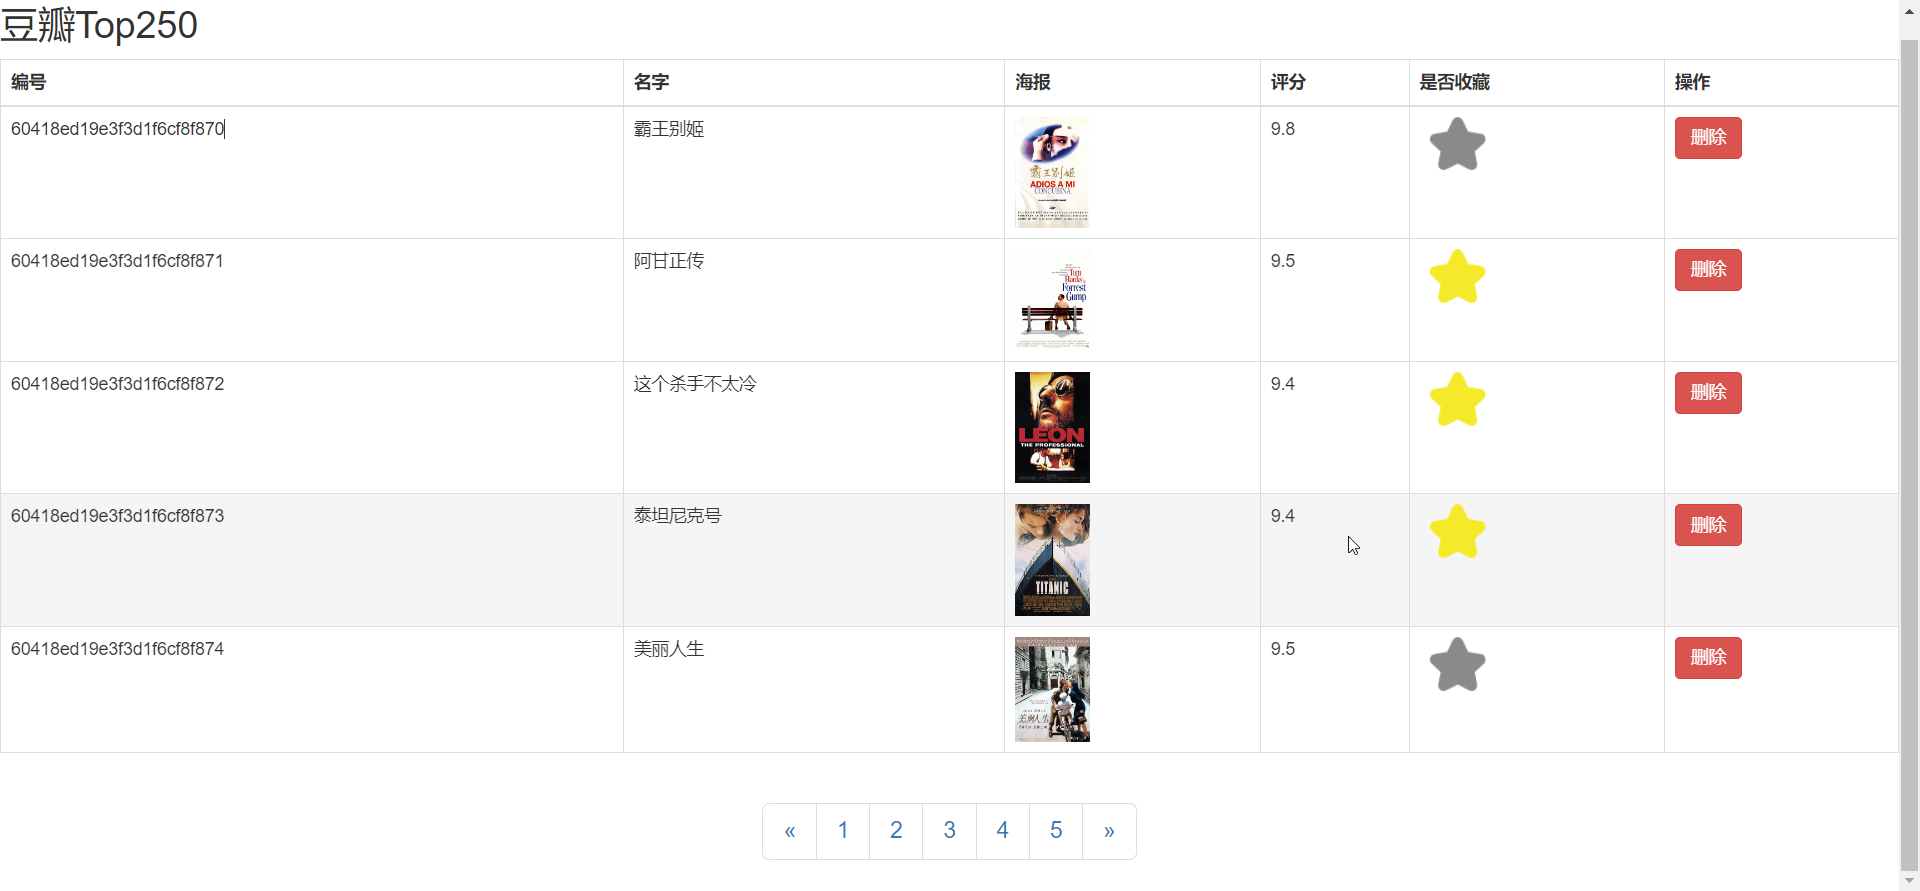 豆瓣Top250
编号 名字 海报 评分 是否收藏 操作
60418ed19e3f3d1f6cf8f870 霸王别姬 9.8 删除
霸王别姬
ADIOS A MI
CONCUBINA
60418ed19e3f3d1f6cf8f871 阿甘正传 9.5 删除
Tom
Hanks
Forrest
Gump
60418ed19e3f3d1f6cf8f872 这个杀手不太冷 9.4 删除
LEON
THE PROFESSIONAL
60418ed19e3f3d1f6cf8f873 泰坦尼克号 9.4 删除
TITANIC
60418ed19e3f3d1f6cf8f874 美丽人生 9.5 删除
美丽人生
« 1 2 3 4 5 »